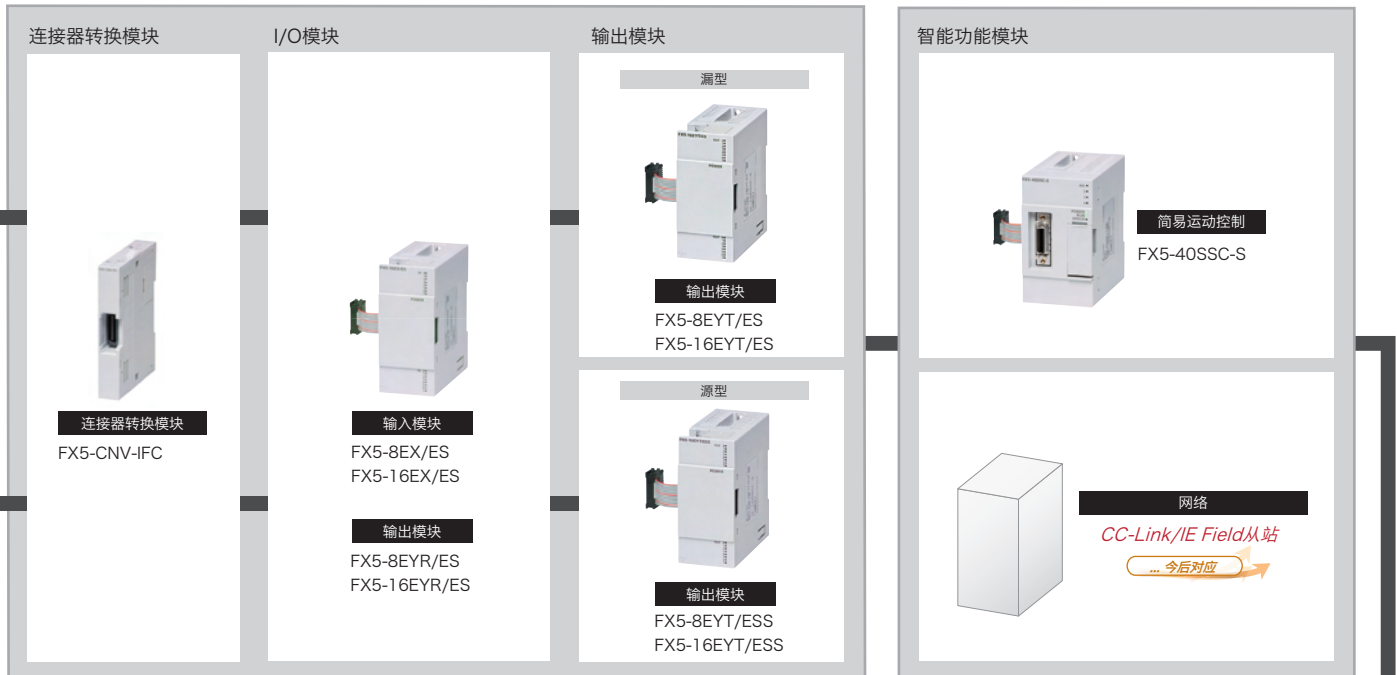 连接器转换模块
I/O模块
输出模块
智能功能模块
漏型
输出模块
FX5-8EYT/ES
FX5-16EYT/ES
源型
输出模块
FX5-8EYT/ESS
FX5-16EYT/ESS
连接器转换模块
FX5-CNV-IFC
输入模块
FX5-8EX/ES
FX5-16EX/ES
输出模块
FX5-8EYR/ES
FX5-16EYR/ES
简易运动控制
FX5-40SSC-S
网络
CC-Link/IE Field从站
... 今后对应